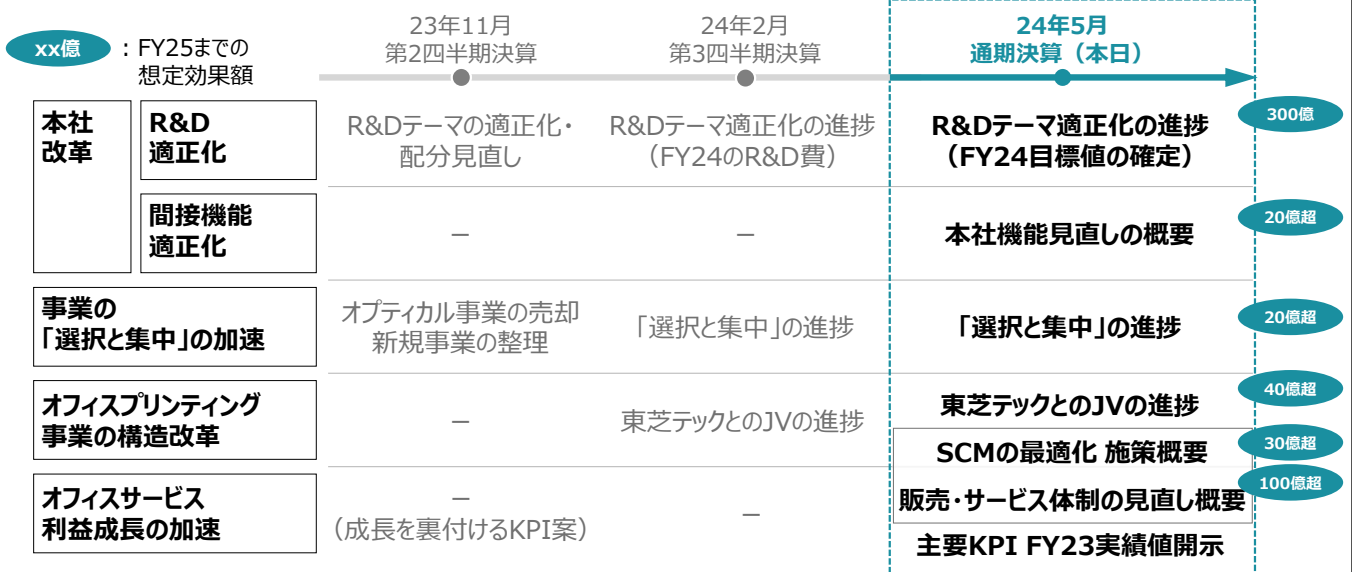 xx億
：FY25までの
想定効果額
23年11月
第2四半期決算
24年2月
第3四半期決算
24年5月
通期決算（本日）
本社
改革
R&D
適正化
R&Dテーマの適正化・
配分見直し
R&Dテーマ適正化の進捗
（FY24のR&D費）
R&Dテーマ適正化の進捗
（FY24目標値の確定）
300億
間接機能
適正化
－
－
本社機能見直しの概要
20億超
事業の
「選択と集中」の加速
オプティカル事業の売却
新規事業の整理
「選択と集中」の進捗
「選択と集中」の進捗
20億超
オフィスプリンティング
事業の構造改革
－
東芝テックとのJVの進捗
東芝テックとのJVの進捗
40億超
SCMの最適化 施策概要
30億超
オフィスサービス
利益成長の加速
－
（成長を裏付けるKPI案）
－
販売・サービス体制の見直し概要
100億超
主要KPI FY23実績値開示